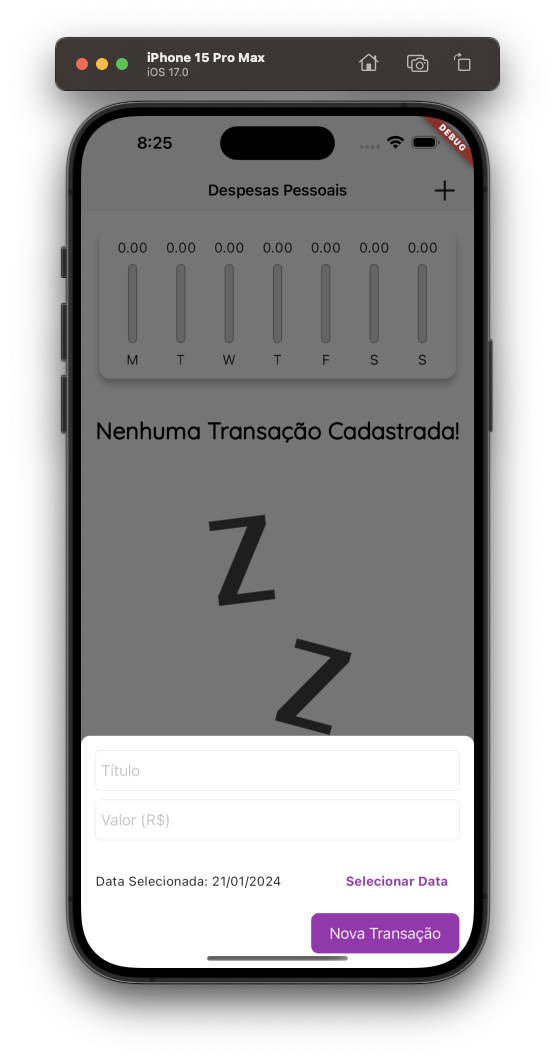 iPhone 15 Pro Max
iOS 17.0
8:25
DEBUG
Despesas Pessoais
0.00 0.00 0.00 0.00 0.00 0.00 0.00
M T W T F S S
Nenhuma Transação Cadastrada!
Z
Z
Título
Valor (R$)
Data Selecionada: 21/01/2024 Selecionar Data
Nova Transação